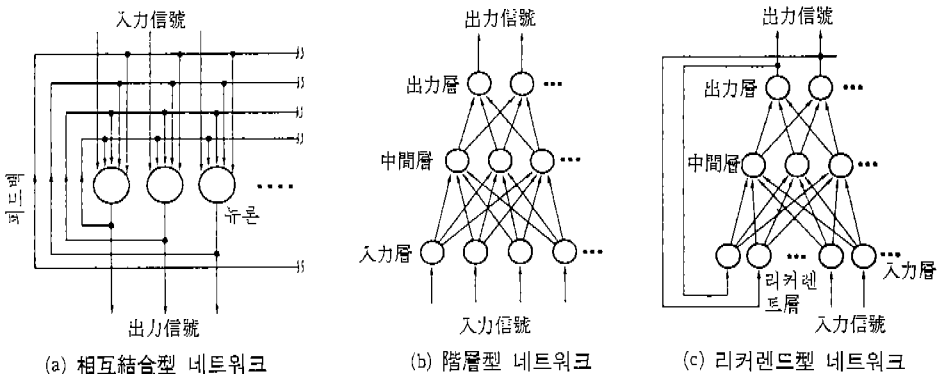 入力信號
피드백
뉴론
出力信號
(a) 相互結合型 네트워크
出力信號
出力層
中間層
入力層
入力信號
(b) 階層型 네트워크
出力信號
出力層
中間層
入力層
리커렌
트層
入力信號
(c) 리커렌트型 네트워크